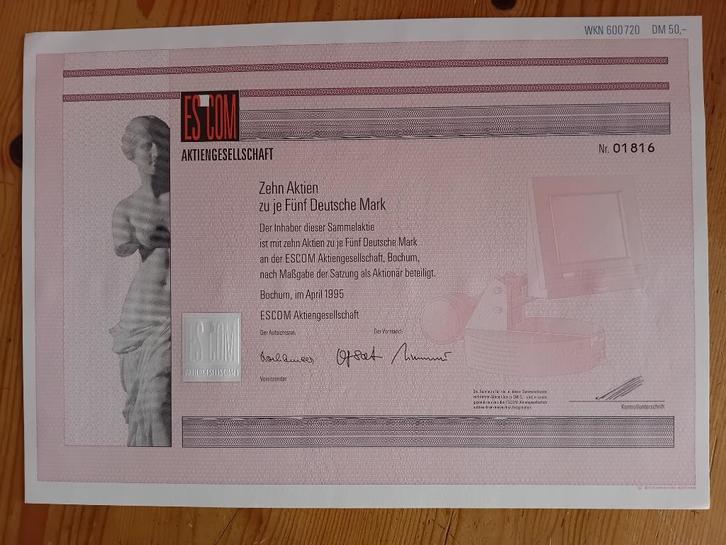 WKN 600720 DM 50,-
ESCOM
AKTIENGESELLSCHAFT
Nr. 01816
Zehn Aktien
zu je Fünf Deutsche Mark
Der Inhaber dieser Sammelaktie
ist mit zehn Aktien zu je Fünf Deutsche Mark
an der ESCOM Aktiengesellschaft, Bochum,
nach Maßgabe der Satzung als Aktionär beteiligt.
Bochum, im April 1995
ESCOM Aktiengesellschaft
Der Aufsichtsrat
Der Vorstand
Vorsitzender
ESCOM
AKTIENGESELLSCHAFT
Kontrollunterschrift